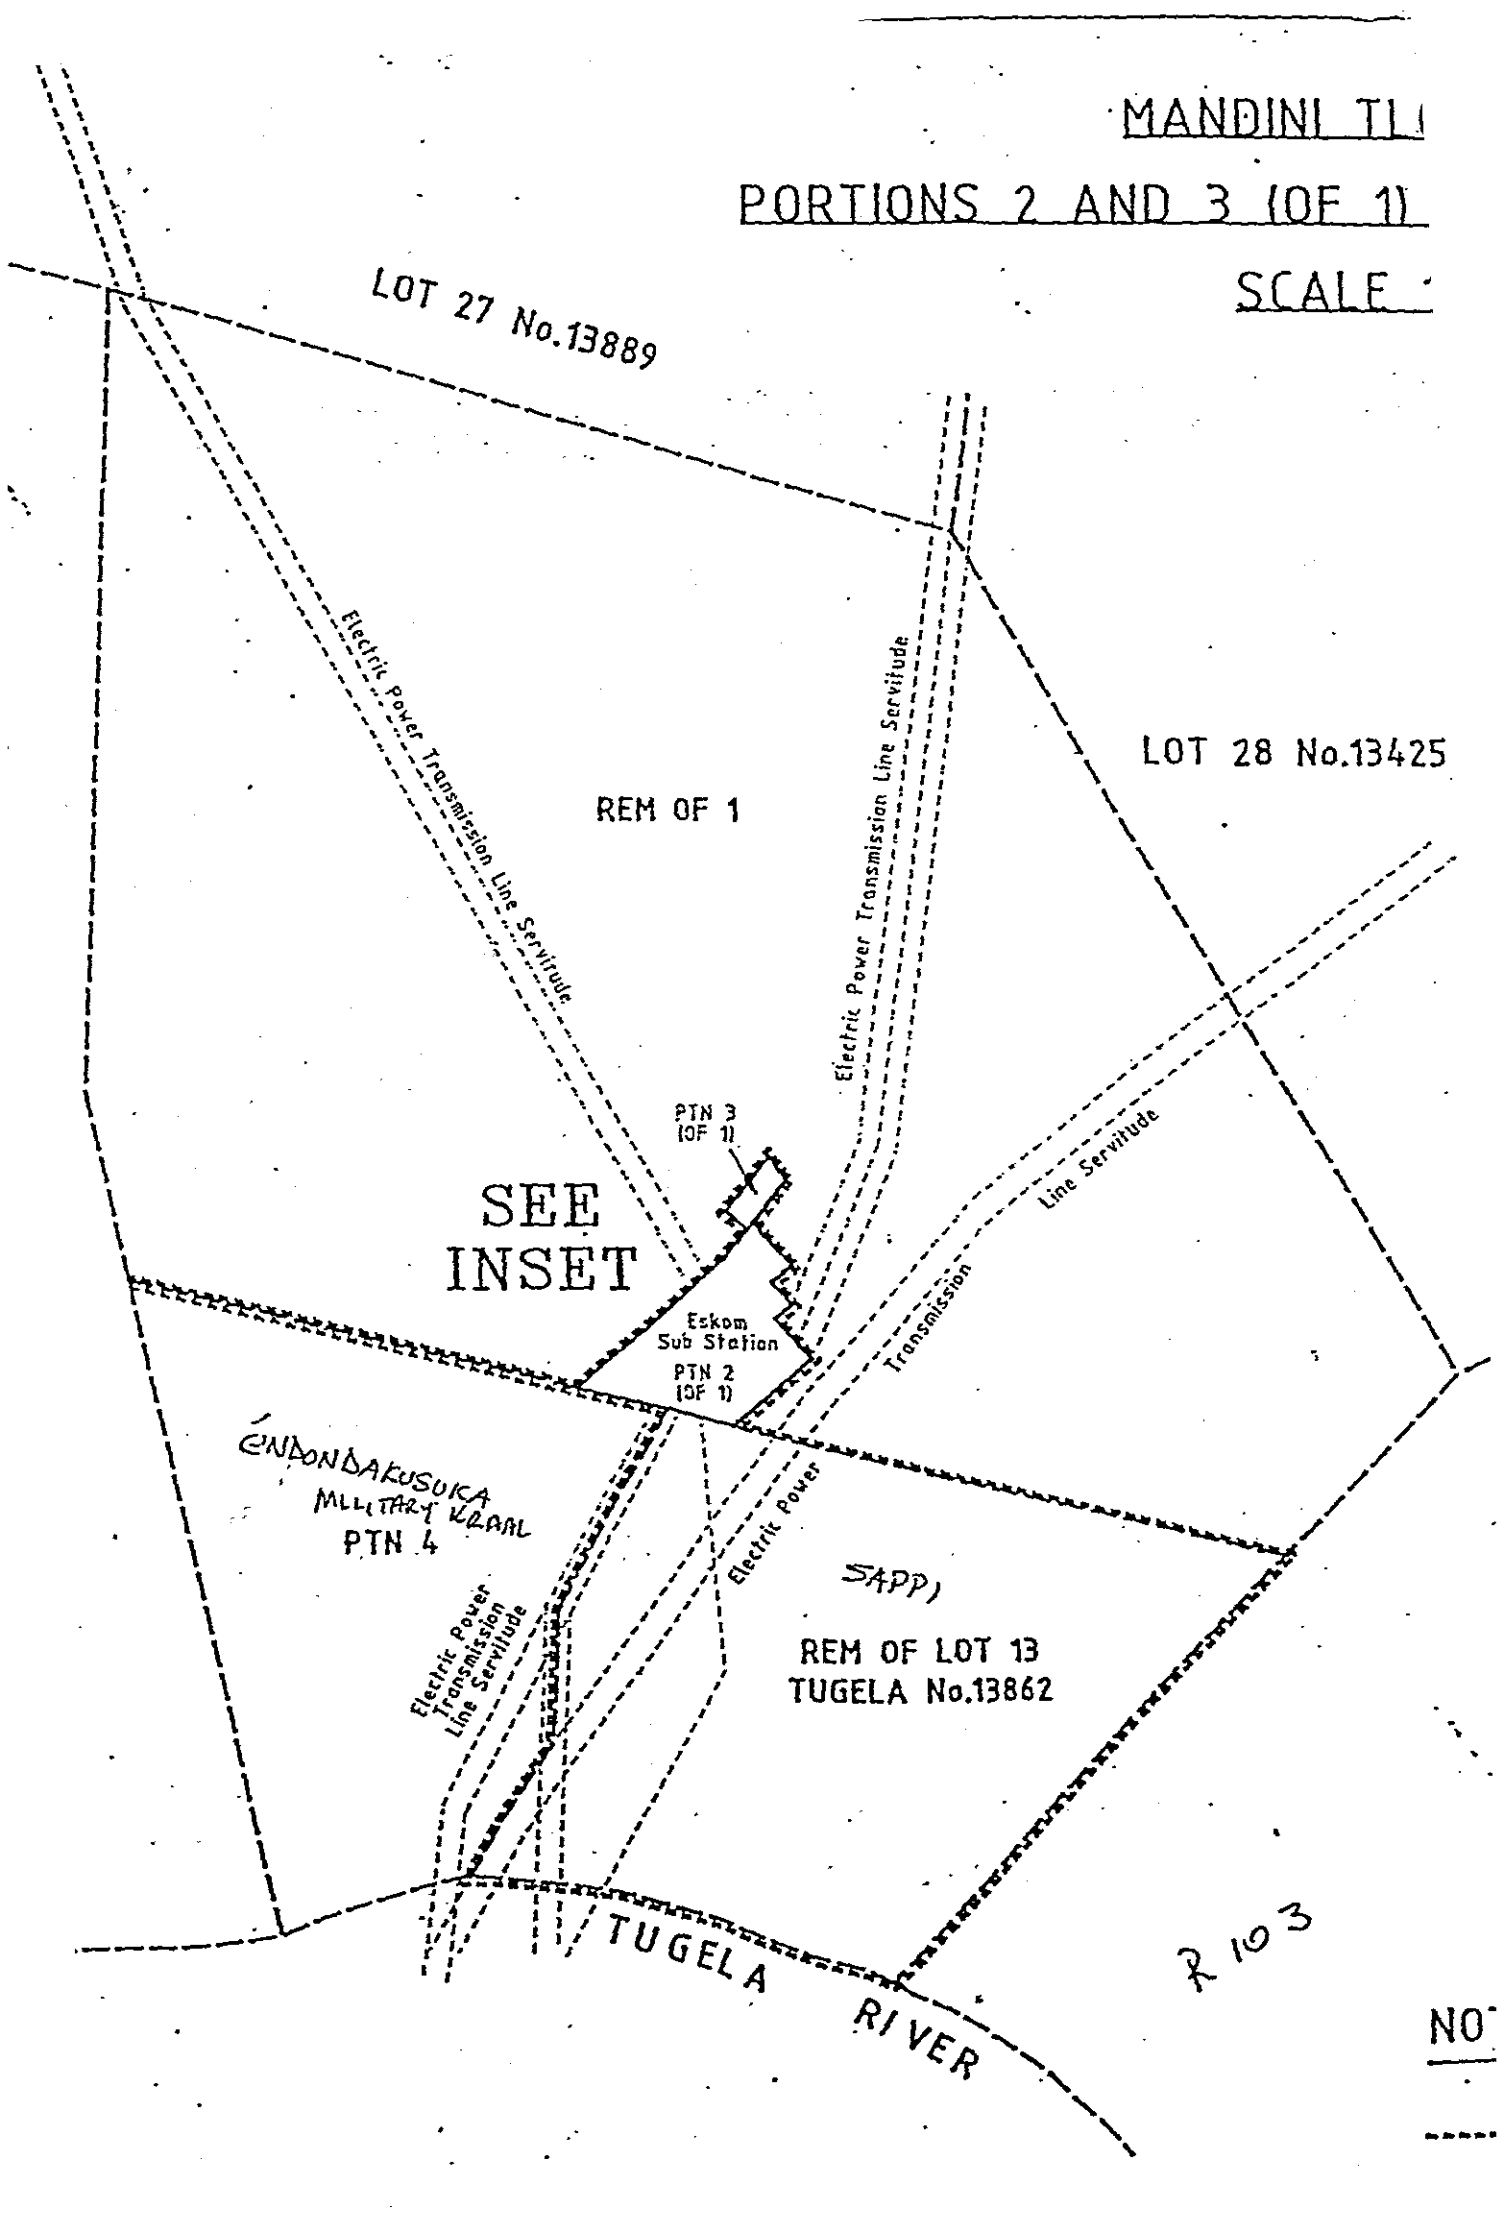 MANDINI TL
PORTIONS 2 AND 3 (OF 1)
SCALE
LOT 27 No.13889
Electric Power Transmission Line Servitude
Electric Power Transmission Line Servitude
LOT 28 No.13425
REM OF 1
PTN 3
(OF 1)
Line Servitude
SEE
INSET
Transmission
Eskom
Sub Station
PTN 2
(OF 1)
ENDONDAKUSUKA
MILITARY KRAAL
PTN 4
Electric Power
SAPPI
Electric Power
Transmission
Line Servitude
REM OF LOT 13
TUGELA No.13862
TUGELA
RIVER
R 103
NO